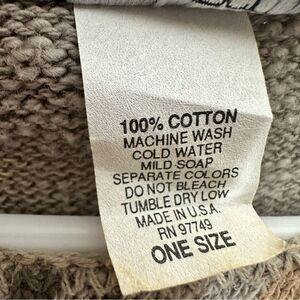 100% COTTON
MACHINE WASH
COLD WATER
MILD SOAP
SEPARATE COLORS
DO NOT BLEACH
TUMBLE DRY LOW
MADE IN U.S.A.
RN 97749
ONE SIZE